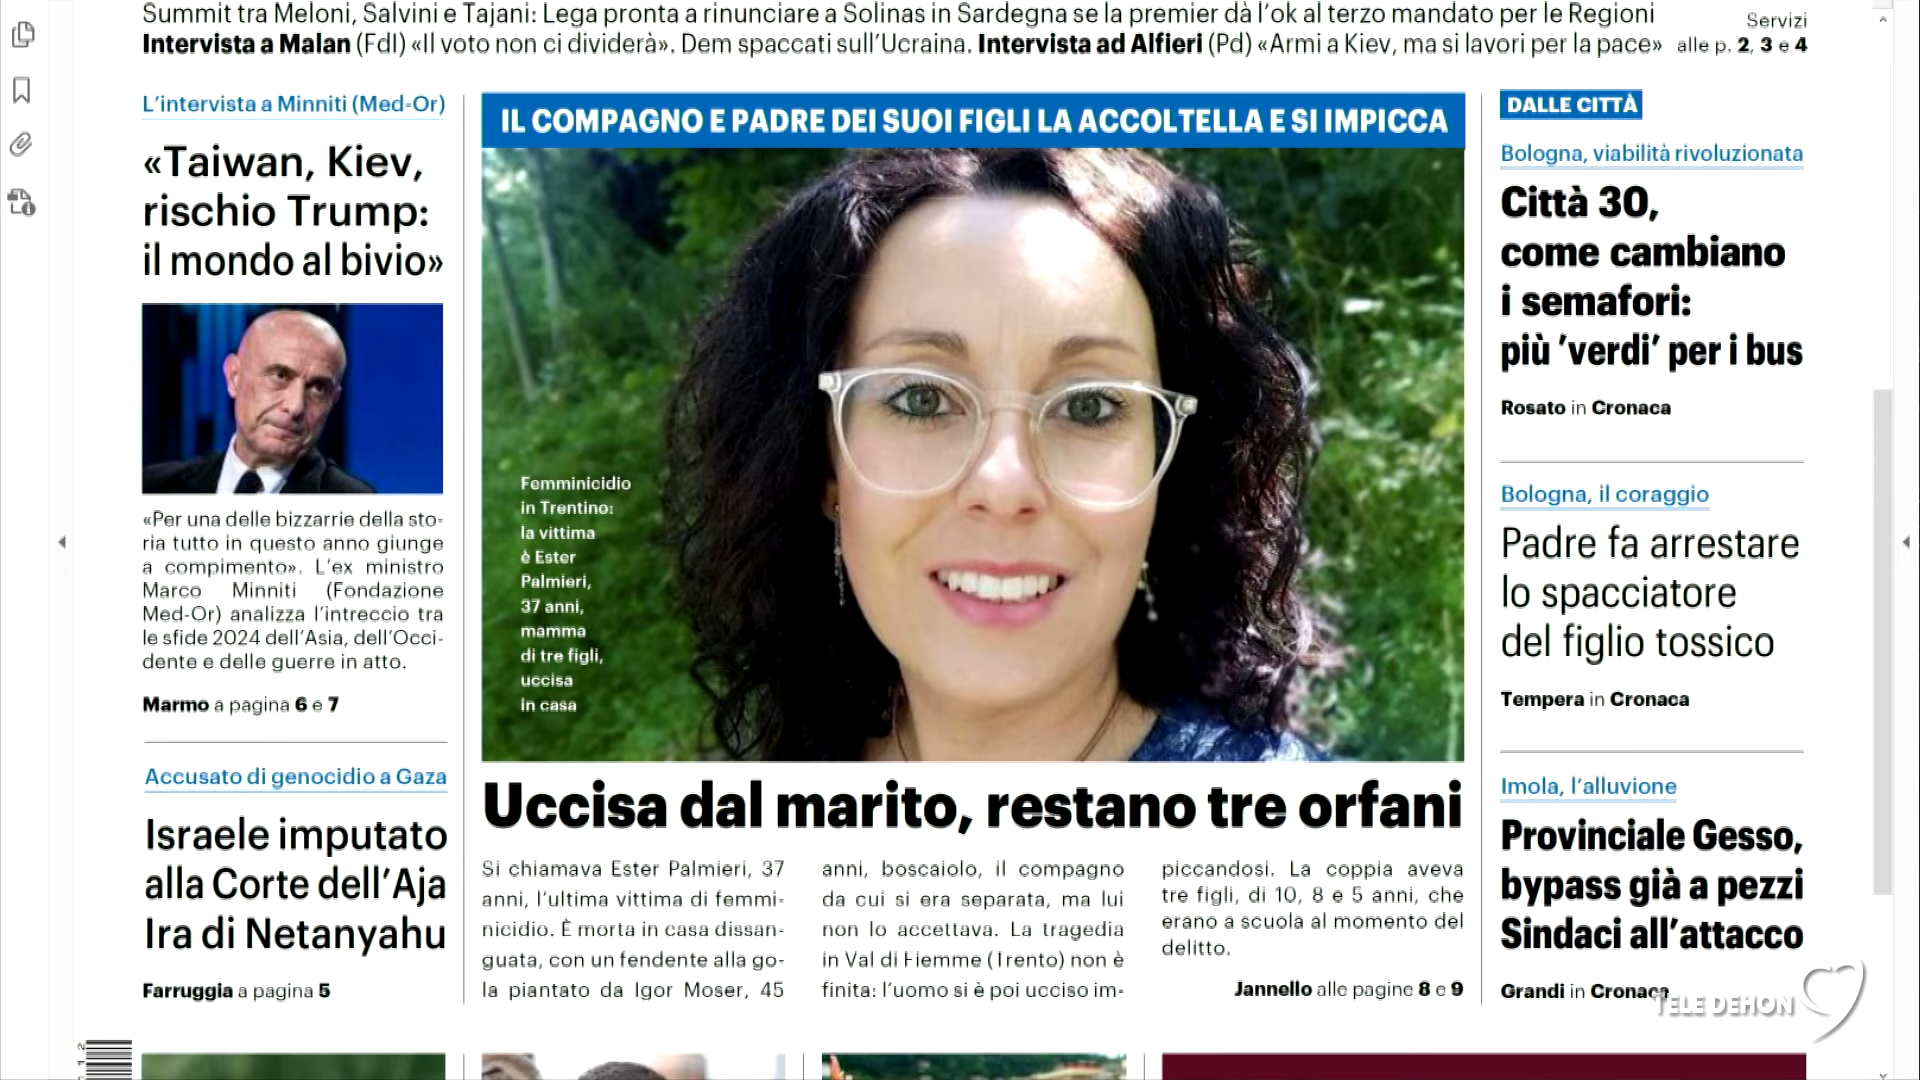 Summit tra Meloni, Salvini e Tajani: Lega pronta a rinunciare a Solinas in Sardegna se la premier dà l'ok al terzo mandato per le Regioni
Intervista a Malan (FdI) «Il voto non ci dividerà». Dem spaccati sull'Ucraina. Intervista ad Alfieri (Pd) «Armi a Kiev, ma si lavori per la pace»
Servizi
alle p. 2, 3 e 4
L'intervista a Minniti (Med-Or)
«Taiwan, Kiev,
rischio Trump:
il mondo al bivio»
«Per una delle bizzarrie della sto-
ria tutto in questo anno giunge
a compimento». L'ex ministro
Marco Minniti (Fondazione
Med-Or) analizza l'intreccio tra
le sfide 2024 dell'Asia, dell'Occi-
dente e delle guerre in atto.
Marmo a pagina 6 e 7
Accusato di genocidio a Gaza
Israele imputato
alla Corte dell'Aja
Ira di Netanyahu
Farruggia a pagina 5
IL COMPAGNO E PADRE DEI SUOI FIGLI LA ACCOLTELLA E SI IMPICCA
Femminicidio
in Trentino:
la vittima
è Ester
Palmieri,
37 anni,
mamma
di tre figli,
uccisa
in casa
Uccisa dal marito, restano tre orfani
Si chiamava Ester Palmieri, 37
anni, l'ultima vittima di femmi-
nicidio. È morta in casa dissan-
guata, con un fendente alla go-
la piantato da Igor Moser, 45
anni, boscaiolo, il compagno
da cui si era separata, ma lui
non lo accettava. La tragedia
in Val di Fiemme (Trento) non è
finita: l'uomo si è poi ucciso im-
piccandosi. La coppia aveva
tre figli, di 10, 8 e 5 anni, che
erano a scuola al momento del
delitto.
Jannello alle pagine 8 e 9
DALLE CITTÀ
Bologna, viabilità rivoluzionata
Città 30,
come cambiano
i semafori:
più 'verdi' per i bus
Rosato in Cronaca
Bologna, il coraggio
Padre fa arrestare
lo spacciatore
del figlio tossico
Tempera in Cronaca
Imola, l'alluvione
Provinciale Gesso,
bypass già a pezzi
Sindaci all'attacco
Grandi in Cronaca
TELE DEHON